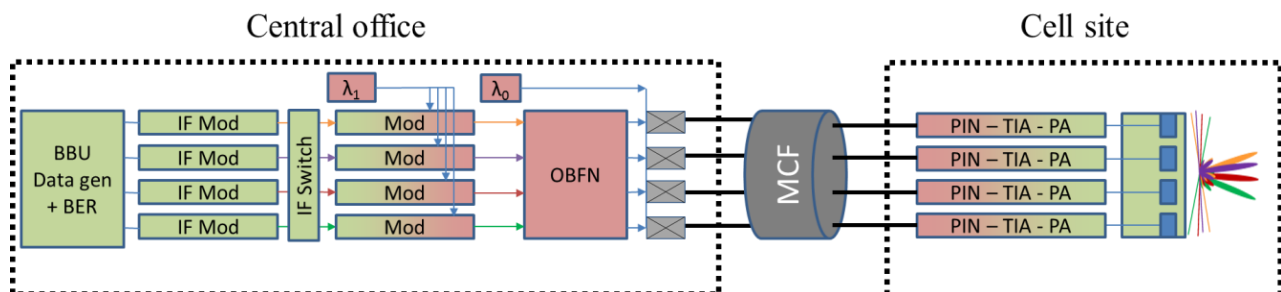 Central office
Cell site
λ1
λ0
BBU
Data gen
+ BER
IF Mod
IF Mod
IF Mod
IF Mod
IF Switch
Mod
Mod
Mod
Mod
OBFN
MCF
PIN – TIA - PA
PIN – TIA - PA
PIN – TIA - PA
PIN – TIA - PA